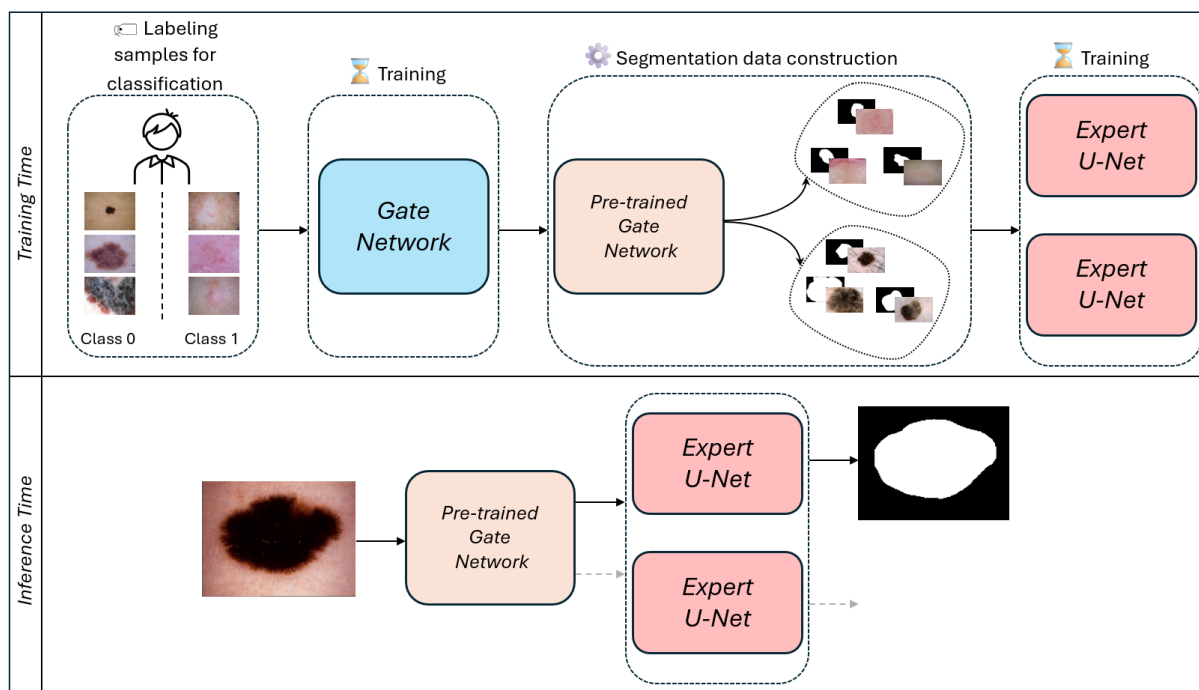 Training Time
Labeling
samples for
classification
Class 0
Class 1
Training
Gate
Network
Segmentation data construction
Pre-trained
Gate
Network
Training
Expert
U-Net
Expert
U-Net
Inference Time
Pre-trained
Gate
Network
Expert
U-Net
Expert
U-Net